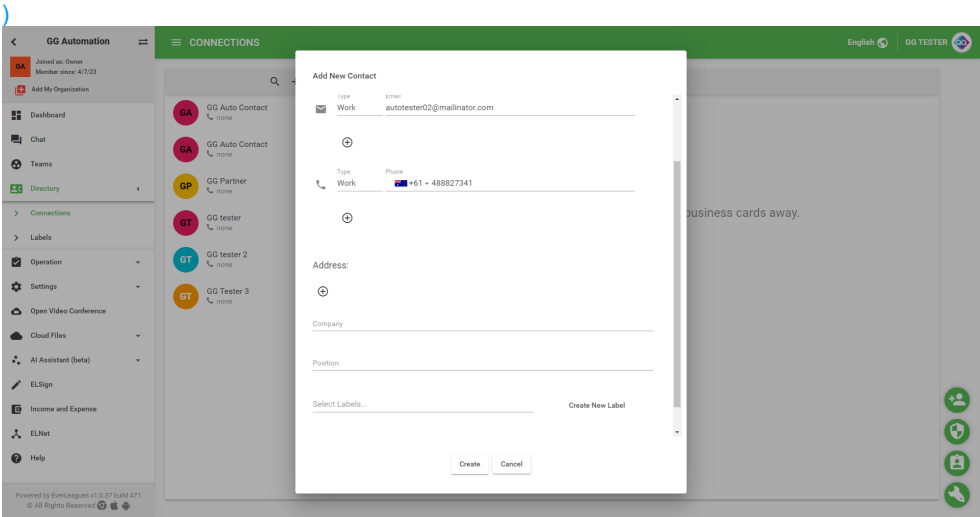 )
GG Automation
CONNECTIONS
English
GG TESTER
GA
Joined as: Owner
Member since: 4/7/23
Add My Organization
Dashboard
Chat
Teams
Directory
Connections
Labels
Operation
Settings
Open Video Conference
Cloud Files
AI Assistant (beta)
ELSign
Income and Expense
ELNet
Help
Powered by EverLeagues v1.0.37 build 471
© All Rights Reserved
GA
GG Auto Contact
none
GA
GG Auto Contact
none
GP
GG Partner
none
GT
GG tester
none
GT
GG tester 2
none
GT
GG Tester 3
none
business cards away.
Add New Contact
Type
Email
Work
autotester02@mailinator.com
Type
Phone
Work
+61 - 488827341
Address:
Company
Position
Select Labels...
Create New Label
Create
Cancel